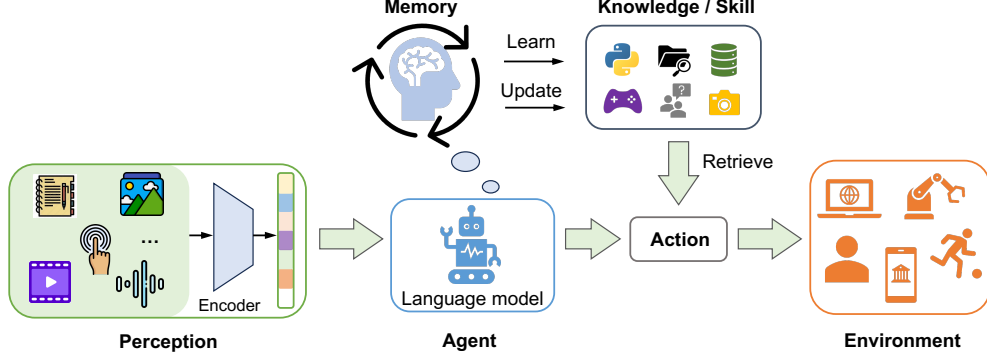 Memory
Knowledge / Skill
Learn
Update
?
Retrieve
...
Encoder
Language model
Action
Perception
Agent
Environment